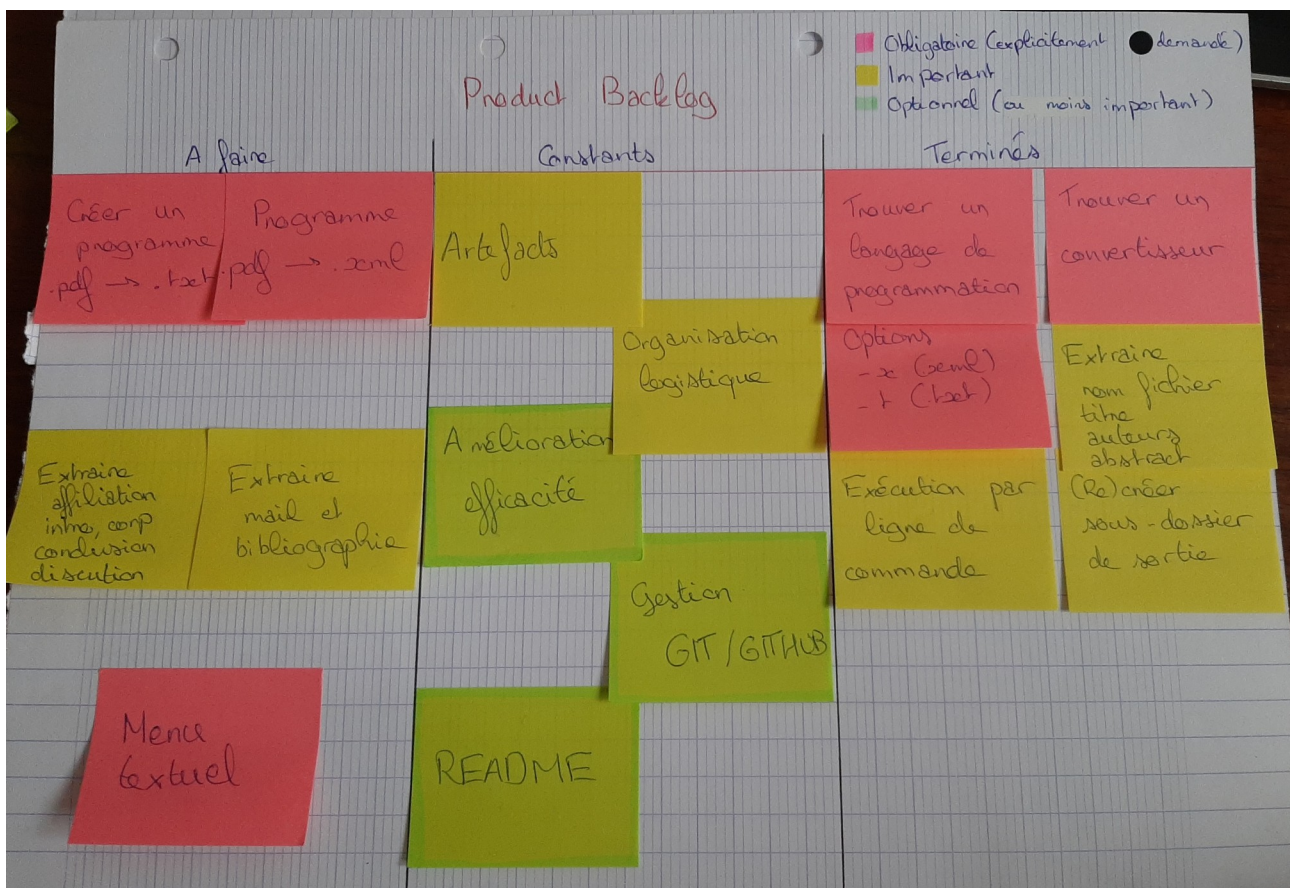 Obligatoire (explicitement demandé)
Important
Optionnel (ou moins important)
Product Backlog
A faire
Constants
Terminés
Créer un
programme
.pdf → .txt
Programme
.pdf → .xml
Extraire
affiliation
intro, corp
conclusion
discution
Extraire
mail et
bibliographie
Menu
textuel
Artefacts
Organisation
logistique
Amélioration
efficacité
Gestion
GIT/GITHUB
README
Trouver un
langage de
programmation
Trouver un
convertisseur
Options
-x (xml)
-t (txt)
Extraire
nom fichier
titre
auteurs
abstract
Exécution par
ligne de
commande
(Re)créer
sous-dossier
de sortie